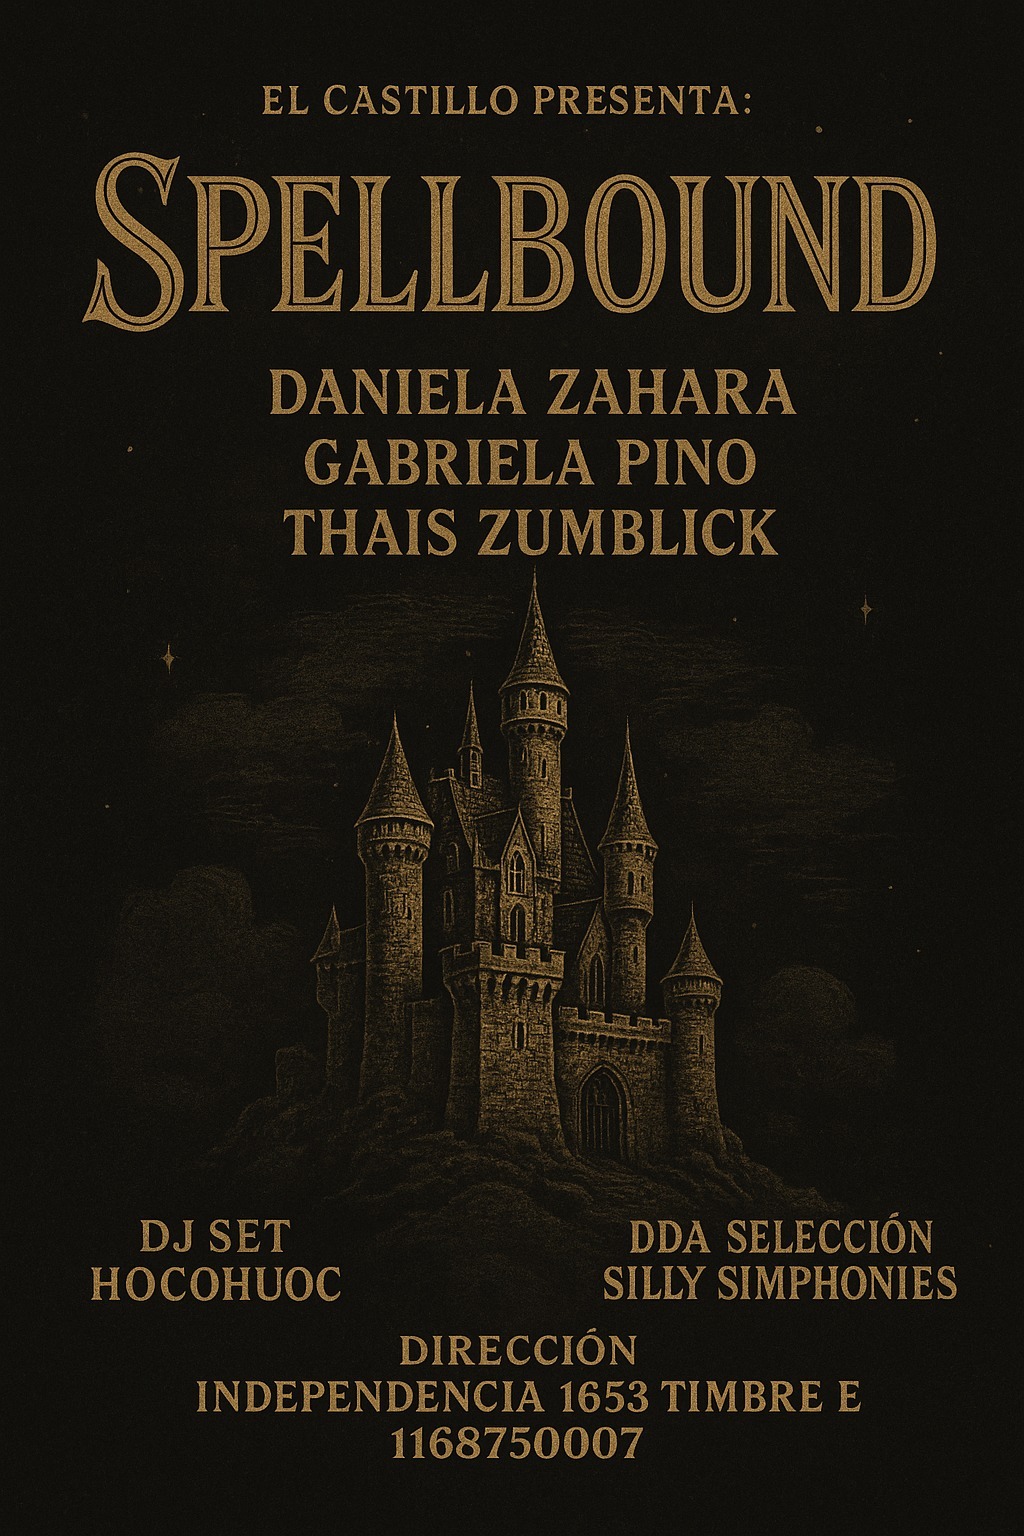 EL CASTILLO PRESENTA:
SPELLBOUND
DANIELA ZAHARA
GABRIELA PINO
THAIS ZUMBLICK
DJ SET
HOCOHUOC
DDA SELECCIÓN
SILLY SIMPHONIES
DIRECCIÓN
INDEPENDENCIA 1653 TIMBRE E
1168750007